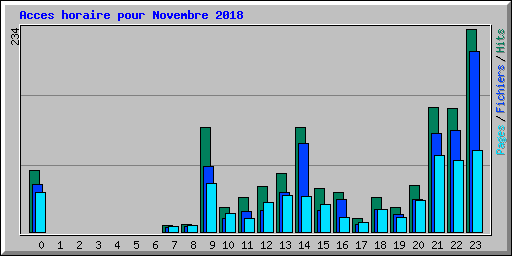 Acces horaire pour Novembre 2018
234
Pages / Fichiers / Hits
0 1 2 3 4 5 6 7 8 9 10 11 12 13 14 15 16 17 18 19 20 21 22 23